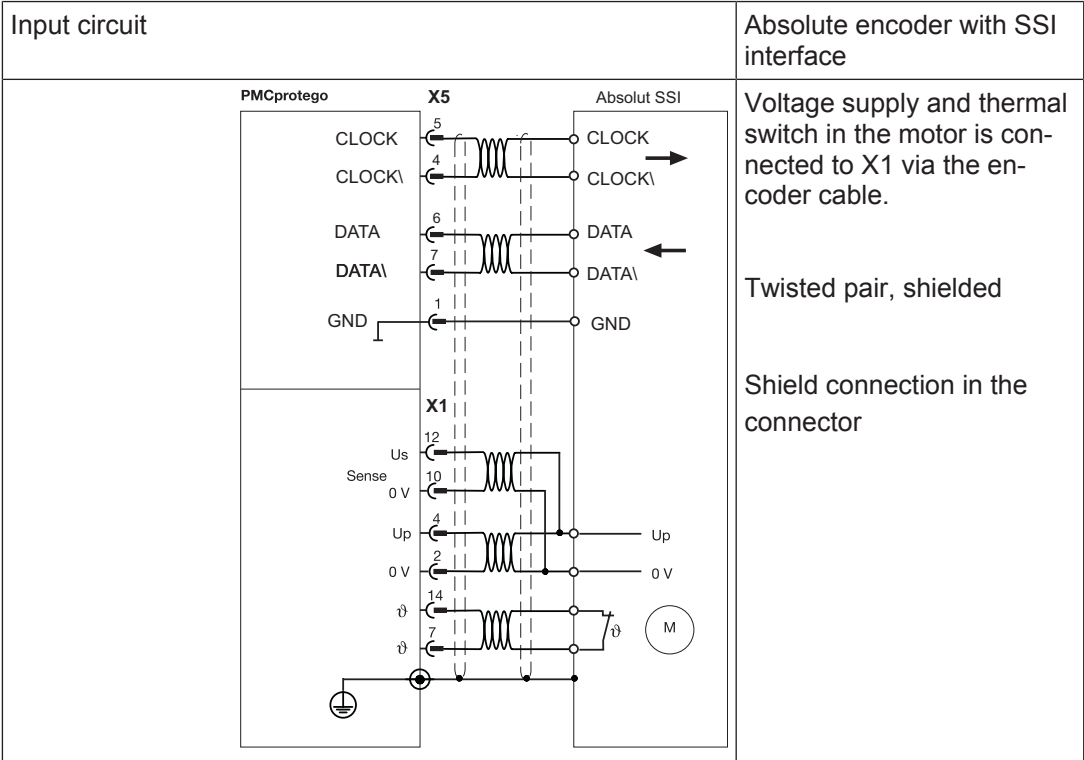 Input circuit
Absolute encoder with SSI
interface
PMCprotego
X5
Absolut SSI
CLOCK
5
CLOCK
CLOCK\
4
CLOCK\
DATA
6
DATA
DATA\
7
DATA\
GND
1
GND
X1
Us
12
Sense
0 V
10
Up
4
Up
0 V
2
0 V
ϑ
14
ϑ
7
ϑ
M
Voltage supply and thermal
switch in the motor is con-
nected to X1 via the en-
coder cable.
Twisted pair, shielded
Shield connection in the
connector